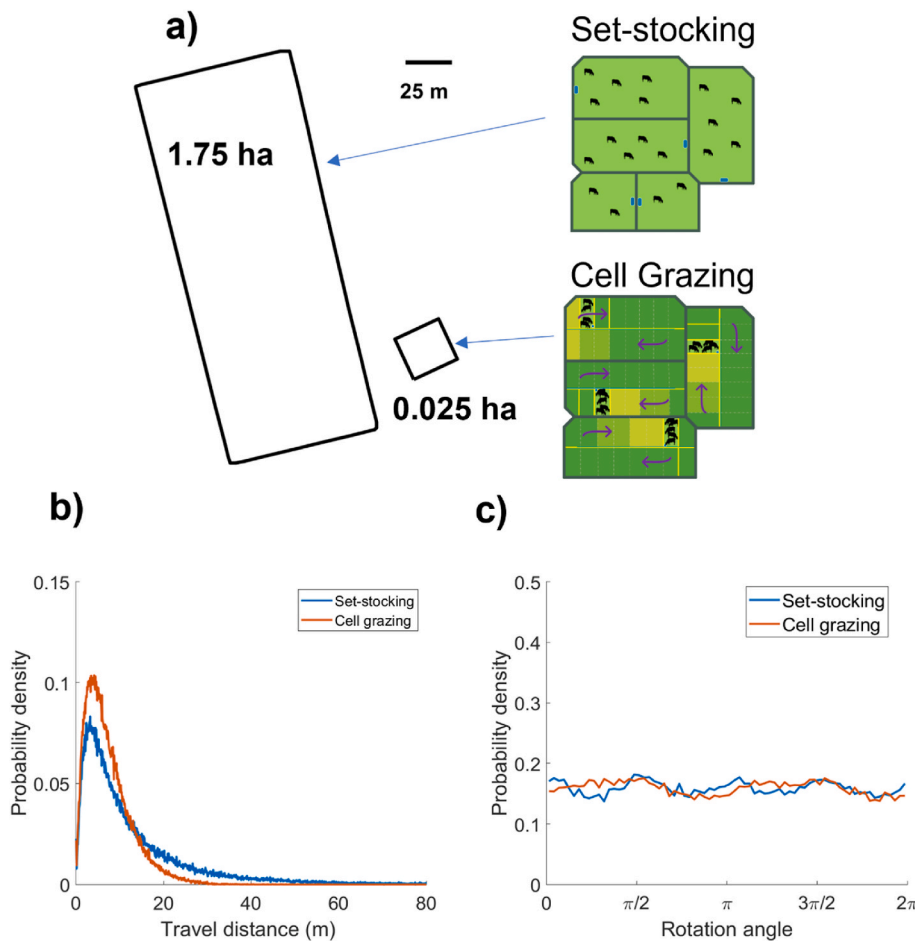 a)
Set-stocking
25 m
1.75 ha
Cell Grazing
0.025 ha
b)
Probability density
0.15
0.1
0.05
0
0
20
40
60
80
Travel distance (m)
Set-stocking
Cell grazing
c)
Probability density
0.5
0.4
0.3
0.2
0.1
0
0
π/2
π
3π/2
2π
Rotation angle
Set-stocking
Cell grazing